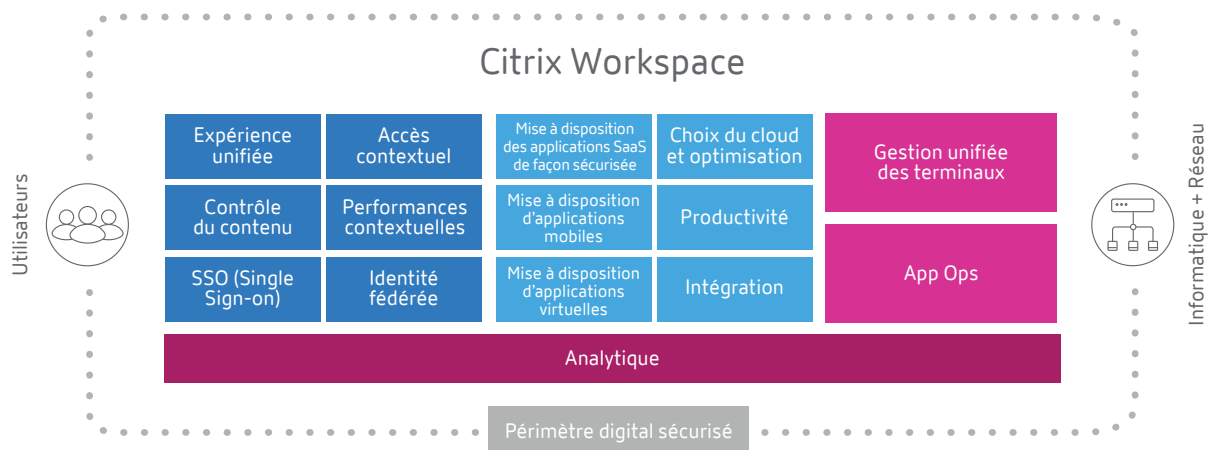 Citrix Workspace
Utilisateurs
Expérience
unifiée
Accès
contextuel
Mise à disposition
des applications SaaS
de façon sécurisée
Choix du cloud
et optimisation
Gestion unifiée
des terminaux
Contrôle
du contenu
Performances
contextuelles
Mise à disposition
d'applications
mobiles
Productivité
App Ops
SSO (Single
Sign-on)
Identité
fédérée
Mise à disposition
d'applications
virtuelles
Intégration
Analytique
Informatique + Réseau
Périmètre digital sécurisé